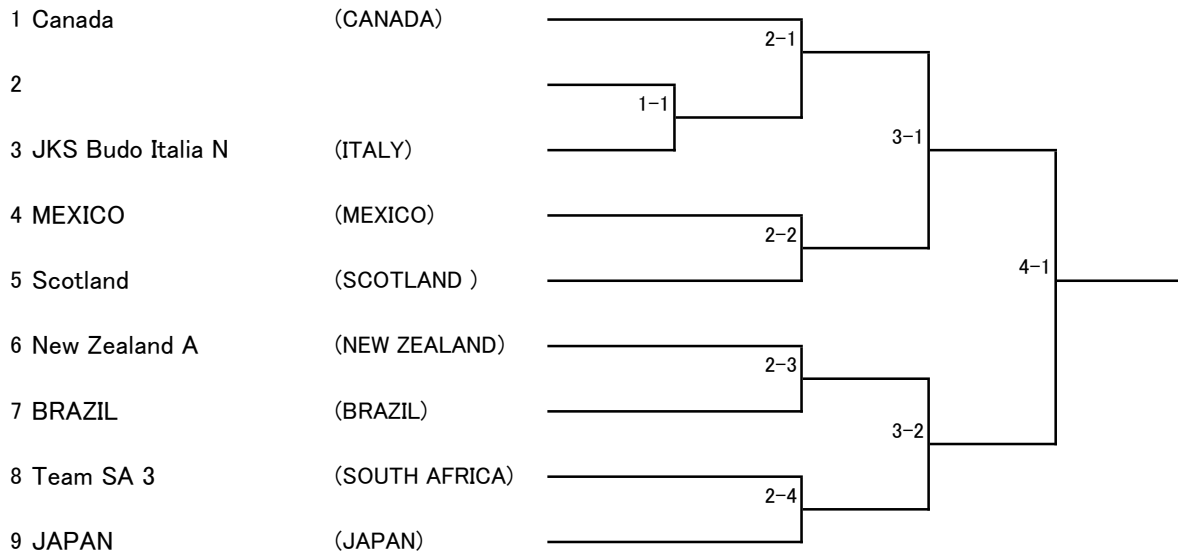 1 Canada (CANADA)
2-1
2
1-1
3 JKS Budo Italia N (ITALY)
3-1
4 MEXICO (MEXICO)
2-2
5 Scotland (SCOTLAND )
4-1
6 New Zealand A (NEW ZEALAND)
2-3
7 BRAZIL (BRAZIL)
3-2
8 Team SA 3 (SOUTH AFRICA)
2-4
9 JAPAN (JAPAN)